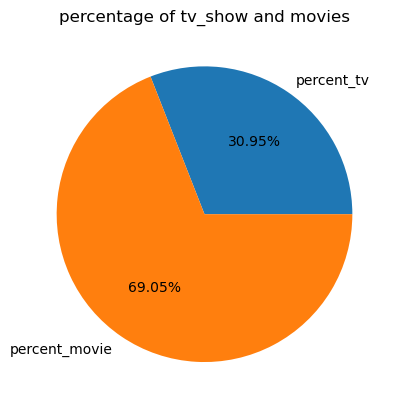 percentage of tv_show and movies
percent_tv
30.95%
69.05%
percent_movie